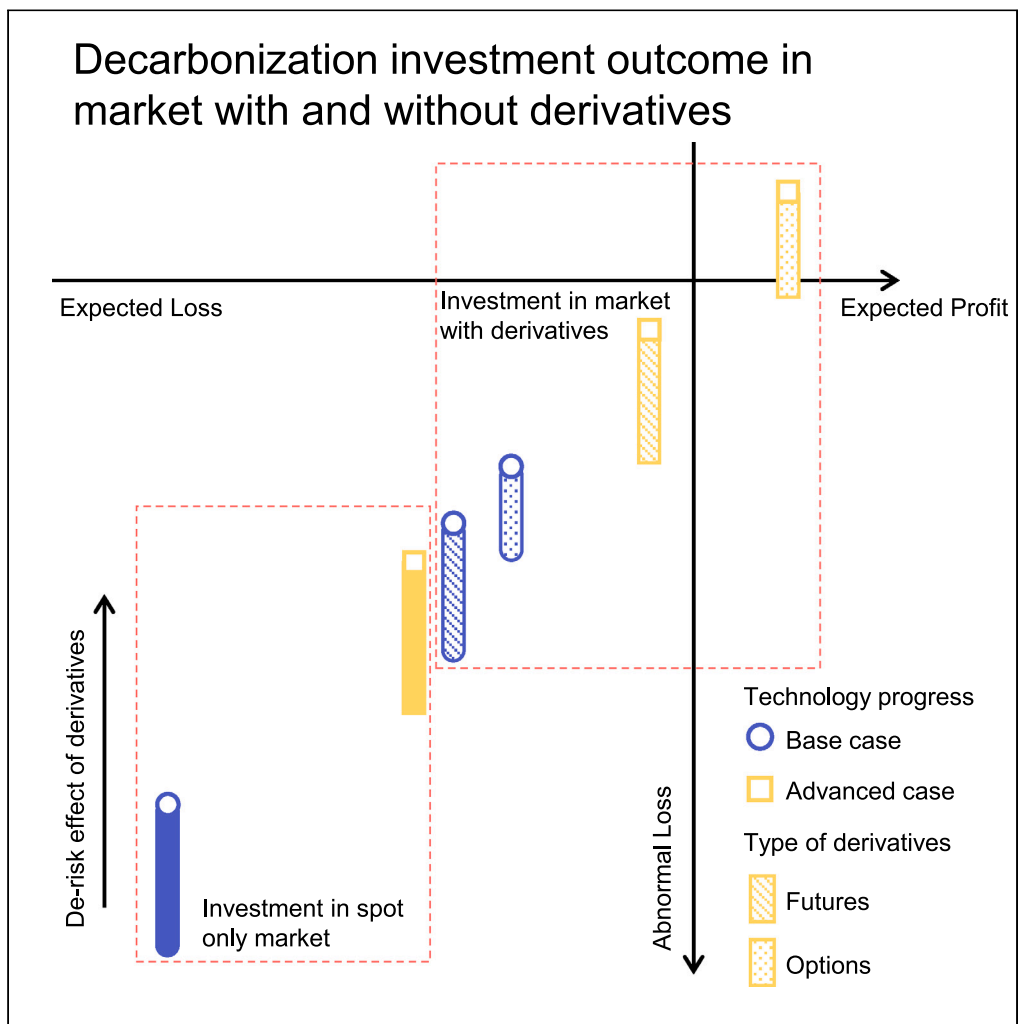 Decarbonization investment outcome in
market with and without derivatives
Expected Loss
Investment in market
with derivatives
Expected Profit
De-risk effect of derivatives
Investment in spot
only market
Abnormal Loss
Technology progress
Base case
Advanced case
Type of derivatives
Futures
Options